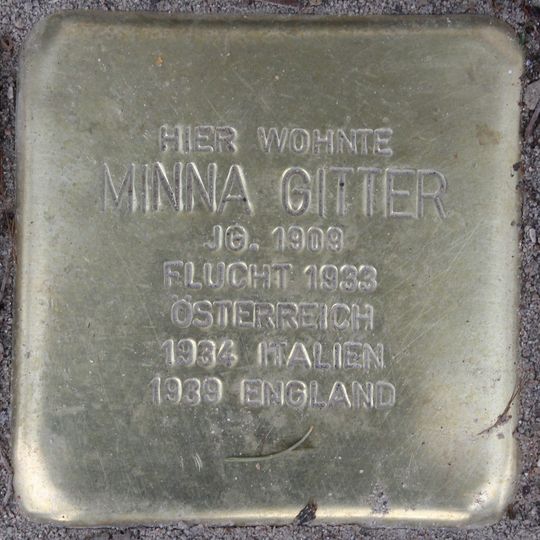 HIER WOHNTE
MINNA GITTER
JG. 1909
FLUCHT 1933
ÖSTERREICH
1934 ITALIEN
1939 ENGLAND